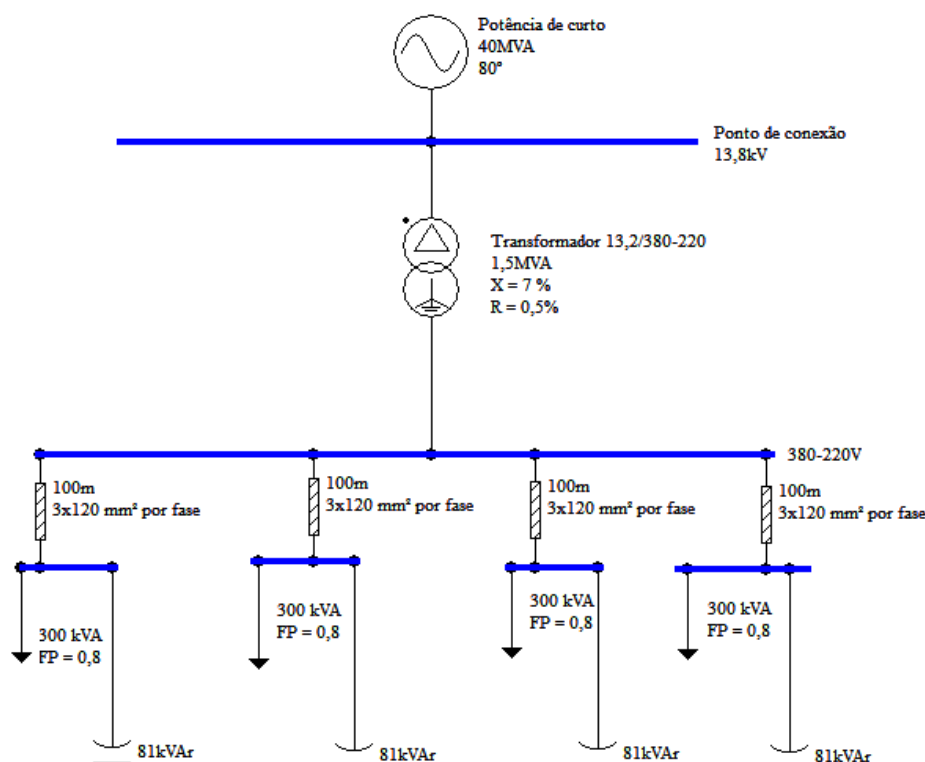 Potência de curto
40MVA
80°
Ponto de conexão
13,8kV
Transformador 13,2/380-220
1,5MVA
X = 7 %
R = 0,5%
380-220V
100m
3x120 mm² por fase
100m
3x120 mm² por fase
100m
3x120 mm² por fase
100m
3x120 mm² por fase
300 kVA
FP = 0,8
300 kVA
FP = 0,8
300 kVA
FP = 0,8
300 kVA
FP = 0,8
81kVAr
81kVAr
81kVAr
81kVAr